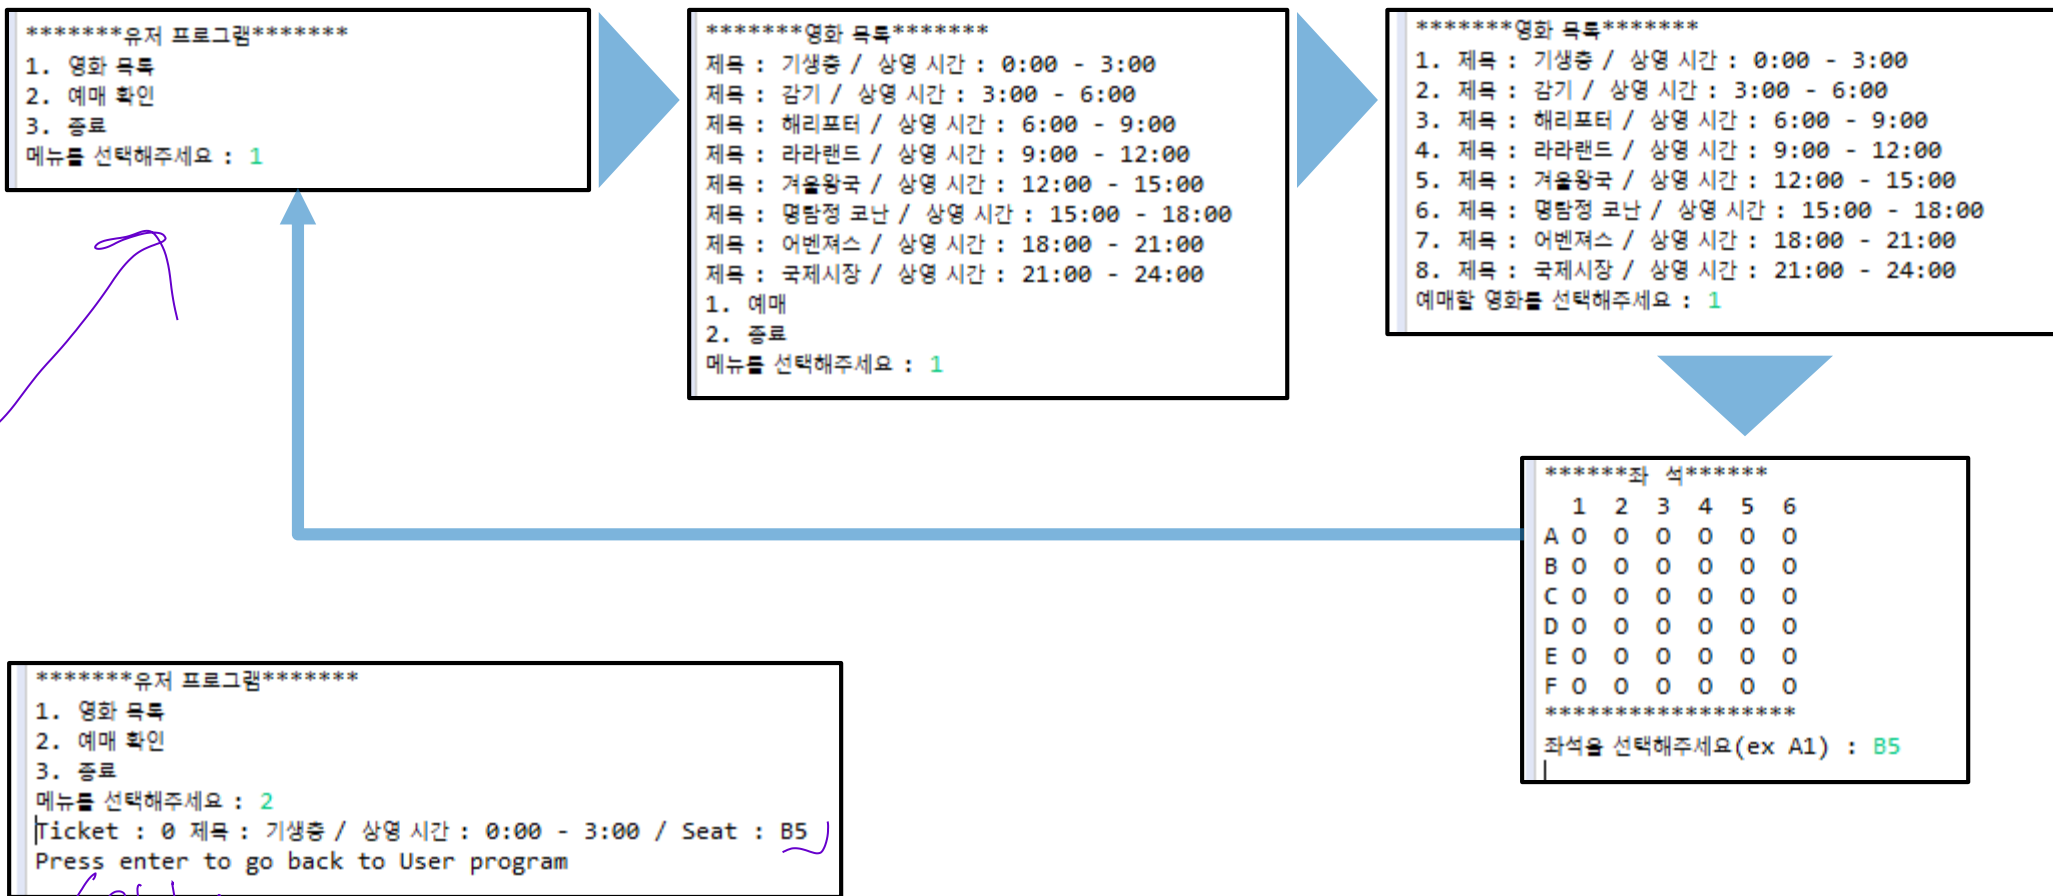 *******유저 프로그램*******
1. 영화 목록
2. 예매 확인
3. 종료
메뉴를 선택해주세요 : 1
*******영화 목록*******
제목 : 기생충 / 상영 시간 : 0:00 - 3:00
제목 : 감기 / 상영 시간 : 3:00 - 6:00
제목 : 해리포터 / 상영 시간 : 6:00 - 9:00
제목 : 라라랜드 / 상영 시간 : 9:00 - 12:00
제목 : 겨울왕국 / 상영 시간 : 12:00 - 15:00
제목 : 명탐정 코난 / 상영 시간 : 15:00 - 18:00
제목 : 어벤져스 / 상영 시간 : 18:00 - 21:00
제목 : 국제시장 / 상영 시간 : 21:00 - 24:00
1. 예매
2. 종료
메뉴를 선택해주세요 : 1
*******영화 목록*******
1. 제목 : 기생충 / 상영 시간 : 0:00 - 3:00
2. 제목 : 감기 / 상영 시간 : 3:00 - 6:00
3. 제목 : 해리포터 / 상영 시간 : 6:00 - 9:00
4. 제목 : 라라랜드 / 상영 시간 : 9:00 - 12:00
5. 제목 : 겨울왕국 / 상영 시간 : 12:00 - 15:00
6. 제목 : 명탐정 코난 / 상영 시간 : 15:00 - 18:00
7. 제목 : 어벤져스 / 상영 시간 : 18:00 - 21:00
8. 제목 : 국제시장 / 상영 시간 : 21:00 - 24:00
예매할 영화를 선택해주세요 : 1
******좌 석******
1 2 3 4 5 6
A O O O O O O
B O O O O O O
C O O O O O O
D O O O O O O
E O O O O O O
F O O O O O O
******************
좌석을 선택해주세요(ex A1) : B5
*******유저 프로그램*******
1. 영화 목록
2. 예매 확인
3. 종료
메뉴를 선택해주세요 : 2
Ticket : 0 제목 : 기생충 / 상영 시간 : 0:00 - 3:00 / Seat : B5
Press enter to go back to User program